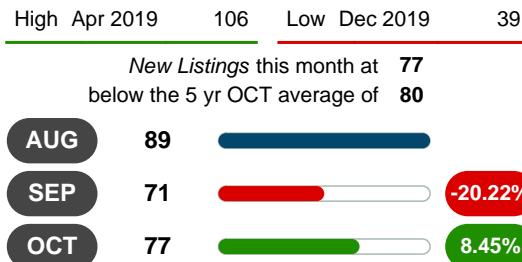 High Apr 2019 106 Low Dec 2019 39
New Listings this month at 77
below the 5 yr OCT average of 80
AUG 89
SEP 71 -20.22%
OCT 77 8.45%